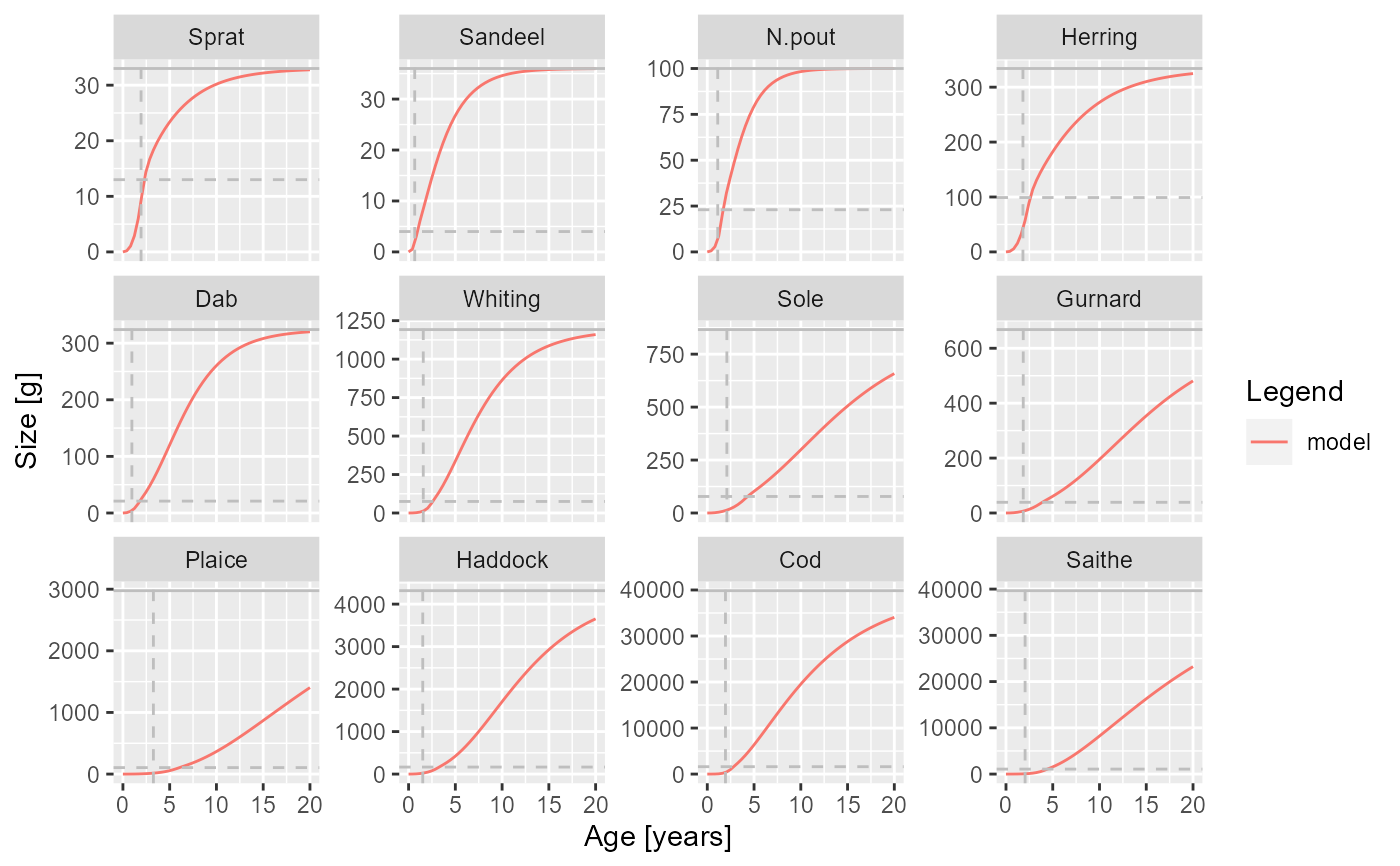 Sprat Sandeel N.pout Herring
30 20 10 0
30 20 10 0
100 75 50 25 0
300 200 100 0
Dab Whiting Sole Gurnard
300 200 100 0
1250 1000 750 500 250 0
750 500 250 0
600 400 200 0
Plaice Haddock Cod Saithe
3000 2000 1000 0
4000 3000 2000 1000 0
40000 30000 20000 10000 0
40000 30000 20000 10000 0
0 5 10 15 20 0 5 10 15 20 0 5 10 15 20 0 5 10 15 20
Age [years]
Size [g]
Legend
model